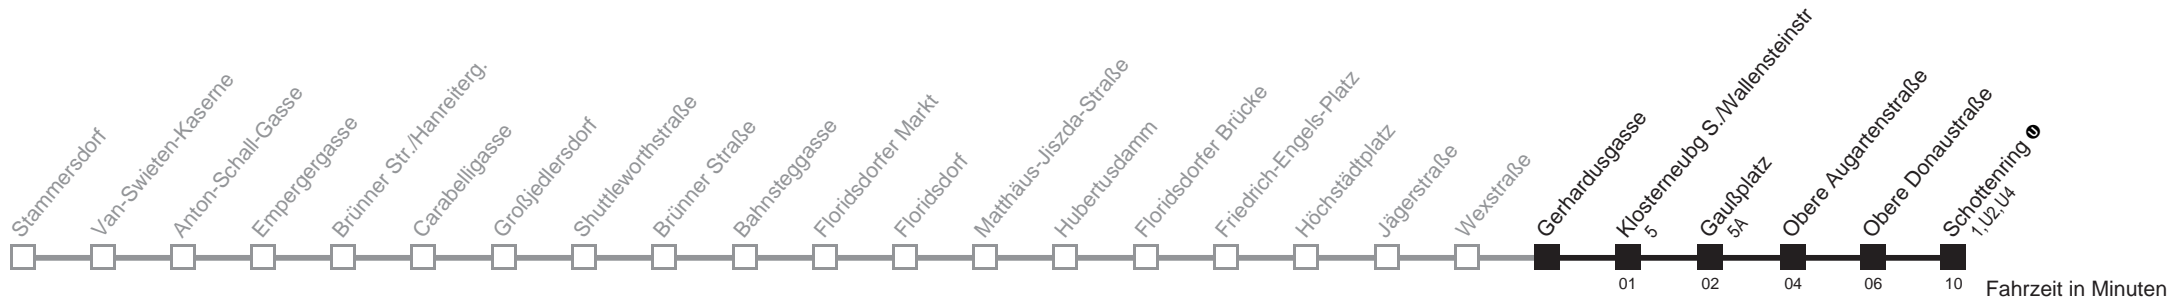 Stammersdorf
Van-Swieten-Kaserne
Anton-Schall-Gasse
Empergergasse
Brünner Str./Hanreiterg.
Carabelligasse
Großjedlersdorf
Shuttleworthstraße
Brünner Straße
Bahnsteggasse
Floridsdorfer Markt
Floridsdorf
Matthäus-Jiszda-Straße
Hubertusdamm
Floridsdorfer Brücke
Friedrich-Engels-Platz
Höchstädtplatz
Jägerstraße
Wexstraße
Gerhardusgasse
Klosterneubg S./Wallensteinstr
5
Gaußplatz
5A
Obere Augartenstraße
Obere Donaustraße
Schottenring U
1,U2,U4
01 02 04 06 10 Fahrzeit in Minuten